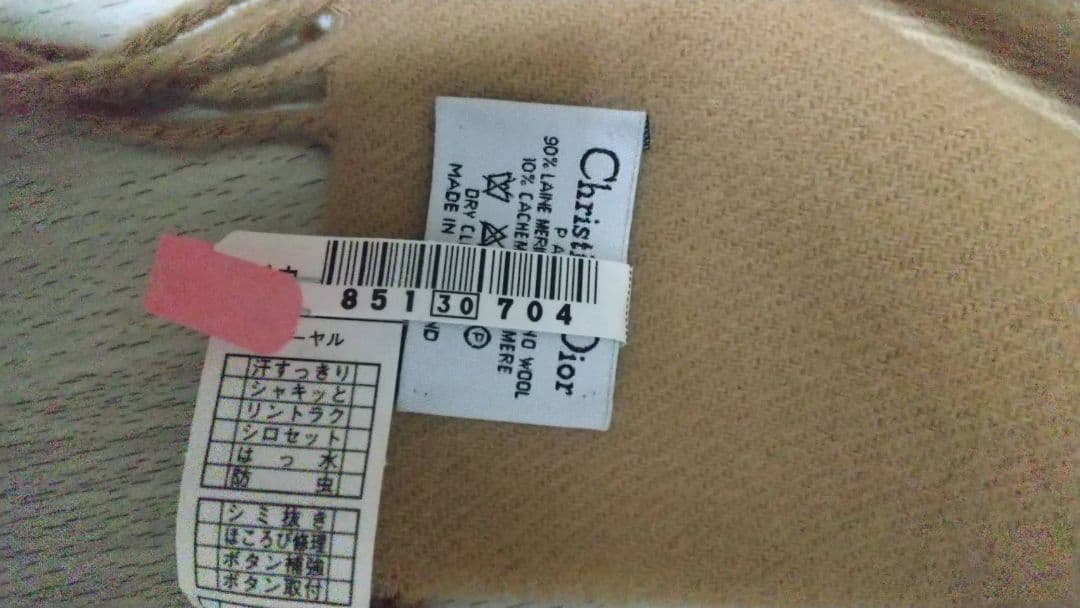 Christi Dior
PA
90% LAINE MERI NO WOOL
10% CACHEM MERE
DRY CL
P
MADE IN ND
851 30 704
ーヤル
汗すっきり
シャキッと
リントラク
シロセット
はっ水
防虫
シミ抜き
ほころび修理
ボタン補強
ボタン取付